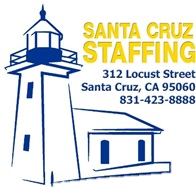 SANTA CRUZ
STAFFING
312 Locust Street
Santa Cruz, CA 95060
831-423-8888